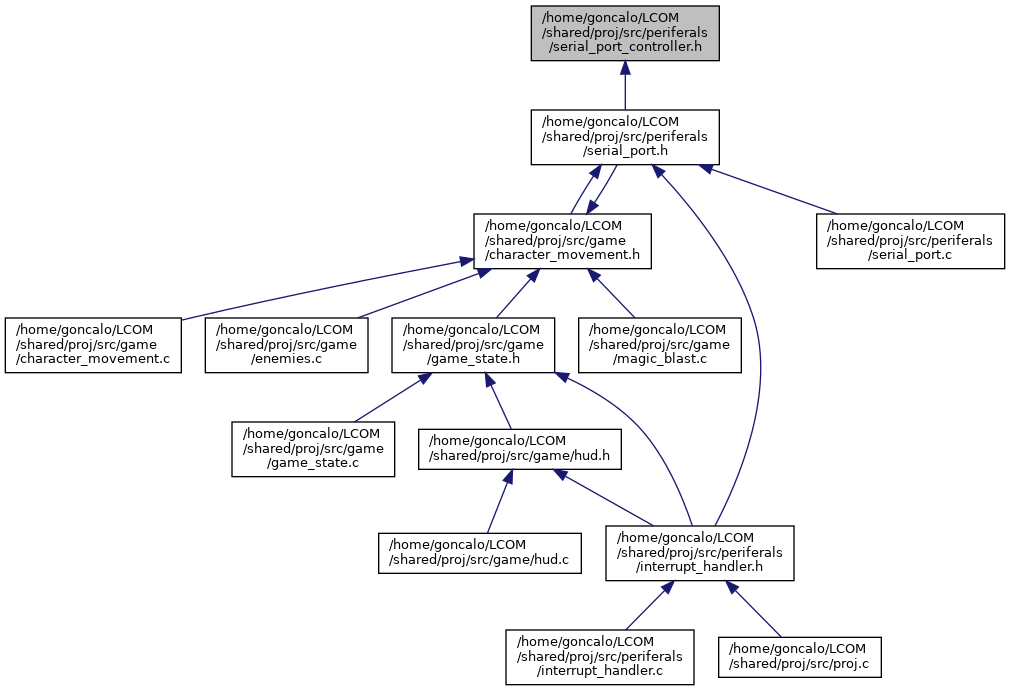 /home/goncalo/LCOM
/shared/proj/src/periferals
/serial_port_controller.h
/home/goncalo/LCOM
/shared/proj/src/periferals
/serial_port.h
/home/goncalo/LCOM
/shared/proj/src/game
/character_movement.h
/home/goncalo/LCOM
/shared/proj/src/periferals
/serial_port.c
/home/goncalo/LCOM
/shared/proj/src/game
/character_movement.c
/home/goncalo/LCOM
/shared/proj/src/game
/enemies.c
/home/goncalo/LCOM
/shared/proj/src/game
/game_state.h
/home/goncalo/LCOM
/shared/proj/src/game
/magic_blast.c
/home/goncalo/LCOM
/shared/proj/src/game
/game_state.c
/home/goncalo/LCOM
/shared/proj/src/game/hud.h
/home/goncalo/LCOM
/shared/proj/src/game/hud.c
/home/goncalo/LCOM
/shared/proj/src/periferals
/interrupt_handler.h
/home/goncalo/LCOM
/shared/proj/src/periferals
/interrupt_handler.c
/home/goncalo/LCOM
/shared/proj/src/proj.c